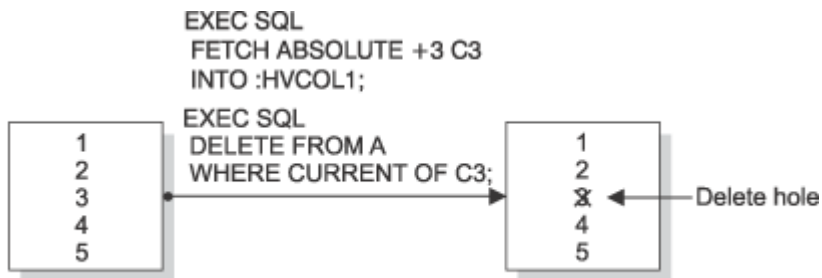 EXEC SQL
FETCH ABSOLUTE +3 C3
INTO :HVCOL1;
EXEC SQL
DELETE FROM A
WHERE CURRENT OF C3;
1
2
3
4
5
1
2
3
4
5
Delete hole